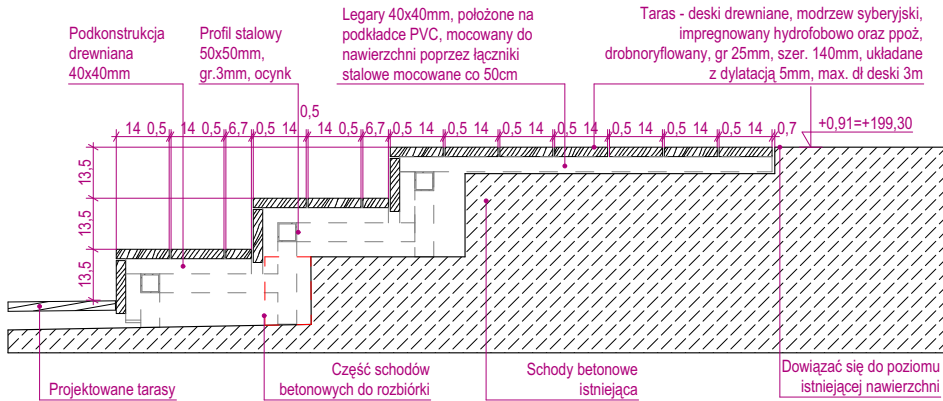 Podkonstrukcja
drewniana
40x40mm
Profil stalowy
50x50mm,
gr.3mm, ocynk
Legary 40x40mm, położone na
podkładce PVC, mocowany do
nawierzchni poprzez łączniki
stalowe mocowane co 50cm
Taras - deski drewniane, modrzew syberyjski,
impregnowany hydrofobowo oraz ppoż,
drobnoryflowany, gr 25mm, szer. 140mm, układane
z dylatacją 5mm, max. dł deski 3m
0,5
14 0,5 14 0,5 6,7 0,5 14 14 0,5 6,7 0,5 14 0,5 14 0,5 14 0,5 14 0,5 14 0,5 14 0,5 14 0,7
+0,91=+199,30
13,5
13,5
13,5
Projektowane tarasy
Część schodów
betonowych do rozbiórki
Schody betonowe
istniejąca
Dowiązać się do poziomu
istniejącej nawierzchni